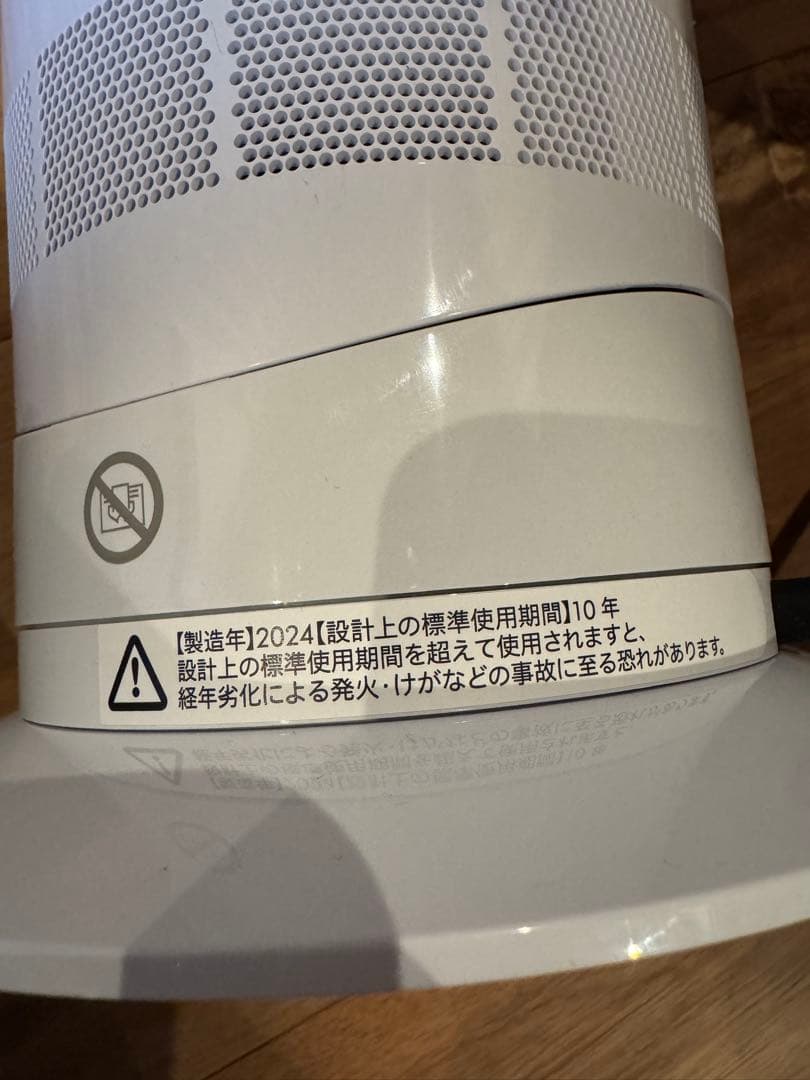 【製造年】2024【設計上の標準使用期間】10年
設計上の標準使用期間を超えて使用されますと、
経年劣化による発火・けがなどの事故に至る恐れがあります。